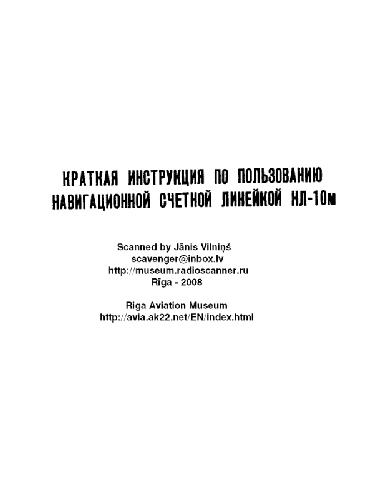 КРАТКАЯ ИНСТРУКЦИЯ ПО ПОЛЬЗОВАНИЮ
НАВИГАЦИОННОЙ СЧЕТНОЙ ЛИНЕЙКОЙ НЛ-10м
Scanned by Jānis Vilniņš
scavenger@inbox.lv
http://museum.radioscanner.ru
Rīga - 2008
Riga Aviation Museum
http://avia.ak22.net/EN/index.html